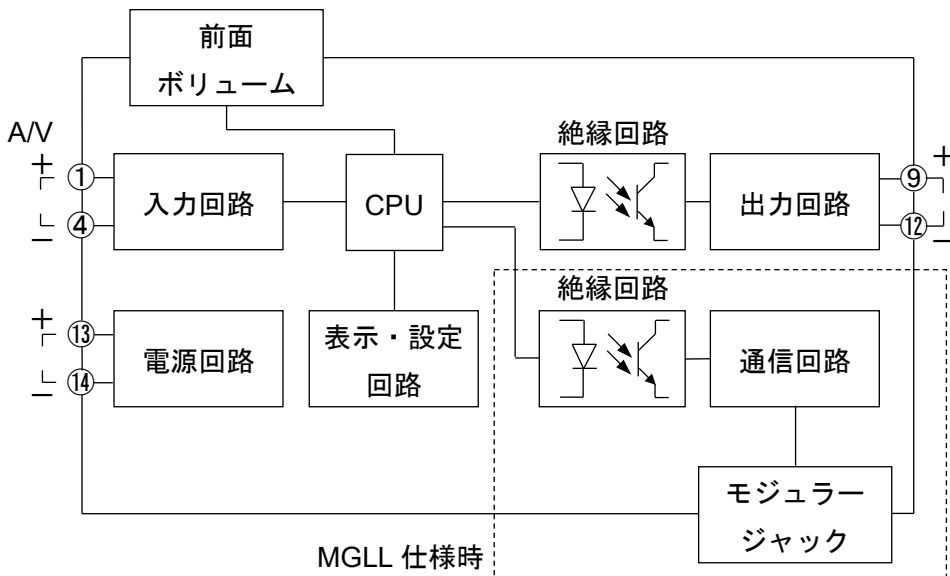 前面
ボリューム
A/V
絶縁回路
+
①
入力回路
CPU
出力回路
⑨
+
④
−
⑫
−
絶縁回路
+
⑬
電源回路
表示・設定
回路
通信回路
⑭
−
モジュラー
ジャック
MGLL 仕様時